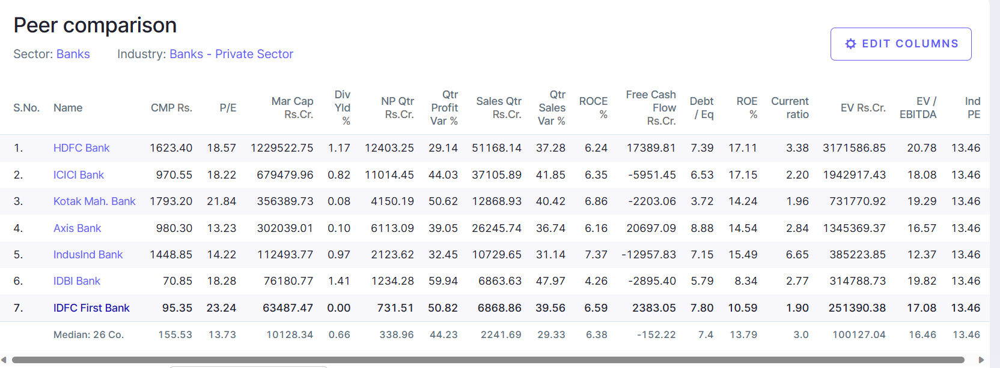 Peer comparison
Sector: Banks Industry: Banks - Private Sector
EDIT COLUMNS
S.No. Name CMP Rs. P/E Mar Cap Rs.Cr. Div Yld % NP Qtr Rs.Cr. Qtr Profit Var % Sales Qtr Rs.Cr. Qtr Sales Var % ROCE % Free Cash Flow Rs.Cr. Debt / Eq ROE % Current ratio EV Rs.Cr. EV / EBITDA Ind PE
1. HDFC Bank 1623.40 18.57 1229522.75 1.17 12403.25 29.14 51168.14 37.28 6.24 17389.81 7.39 17.11 3.38 3171586.85 20.78 13.46
2. ICICI Bank 970.55 18.22 679479.96 0.82 11014.45 44.03 37105.89 41.85 6.35 -5951.45 6.53 17.15 2.20 1942917.43 18.08 13.46
3. Kotak Mah. Bank 1793.20 21.84 356389.73 0.08 4150.19 50.62 12868.93 40.42 6.86 -2203.06 3.72 14.24 1.96 731770.92 19.29 13.46
4. Axis Bank 980.30 13.23 302039.01 0.10 6113.09 39.05 26245.74 36.74 6.16 20697.09 8.88 14.54 2.84 1345369.37 16.57 13.46
5. IndusInd Bank 1448.85 14.22 112493.77 0.97 2123.62 32.45 10729.65 31.14 7.37 -12957.83 7.15 15.49 6.65 385223.85 12.37 13.46
6. IDBI Bank 70.85 18.28 76180.77 1.41 1234.28 59.94 6863.63 47.97 4.26 -2895.40 5.79 8.34 2.77 314788.73 19.82 13.46
7. IDFC First Bank 95.35 23.24 63487.47 0.00 731.51 50.82 6868.86 39.56 6.59 2383.05 7.80 10.59 1.90 251390.38 17.08 13.46
Median: 26 Co. 155.53 13.73 10128.34 0.66 338.96 44.23 2241.69 29.33 6.38 -152.22 7.4 13.79 3.0 100127.04 16.46 13.46